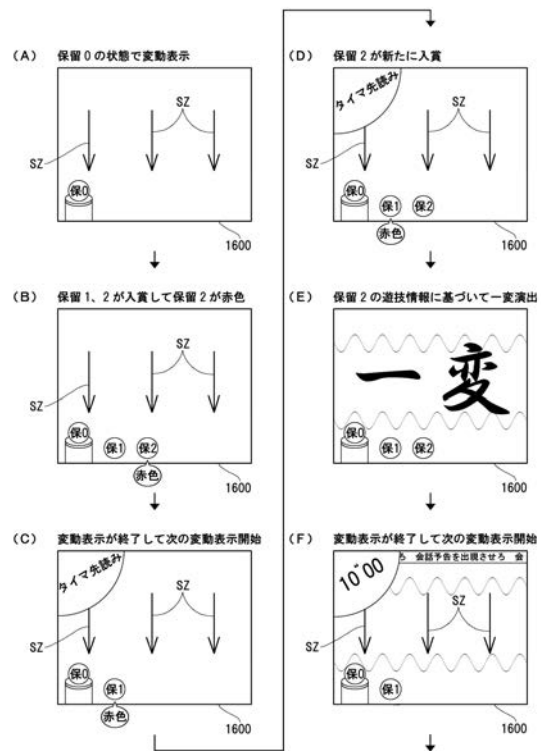 (A) 保留0の状態で変動表示
SZ
SZ
保0
1600
(B) 保留1、2が入賞して保留2が赤色
SZ
SZ
保0 保1 保2
赤色
1600
(C) 変動表示が終了して次の変動表示開始
タイマ先読み
SZ
SZ
保0 保1
赤色
1600
(D) 保留2が新たに入賞
タイマ先読み
SZ
SZ
保0 保1 保2
赤色
1600
(E) 保留2の遊技情報に基づいて一変演出
一変
保0 保1 保2
1600
(F) 変動表示が終了して次の変動表示開始
10"00
ろ 会話予告を出現させろ 会
SZ
SZ
保0 保1
1600